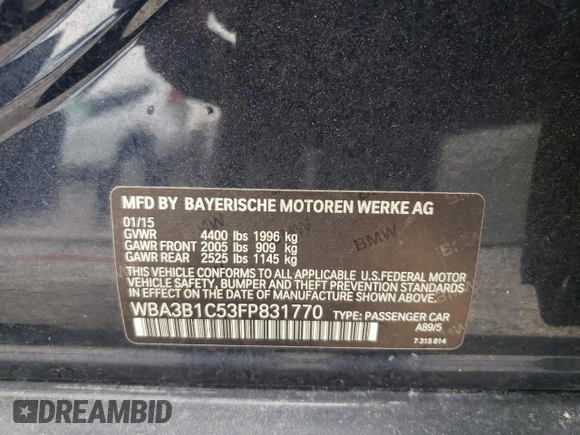 MFD BY BAYERISCHE MOTOREN WERKE AG
01/15
GVWR 4400 lbs 1996 kg
GAWR FRONT 2005 lbs 909 kg
GAWR REAR 2525 lbs 1145 kg
THIS VEHICLE CONFORMS TO ALL APPLICABLE U.S.FEDERAL MOTOR
VEHICLE SAFETY, BUMPER AND THEFT PREVENTION STANDARDS
IN EFFECT ON THE DATE OF MANUFACTURE SHOWN ABOVE.
WBA3B1C53FP831770 TYPE: PASSENGER CAR
A89/5
7 315 814
BMW
DREAMBID